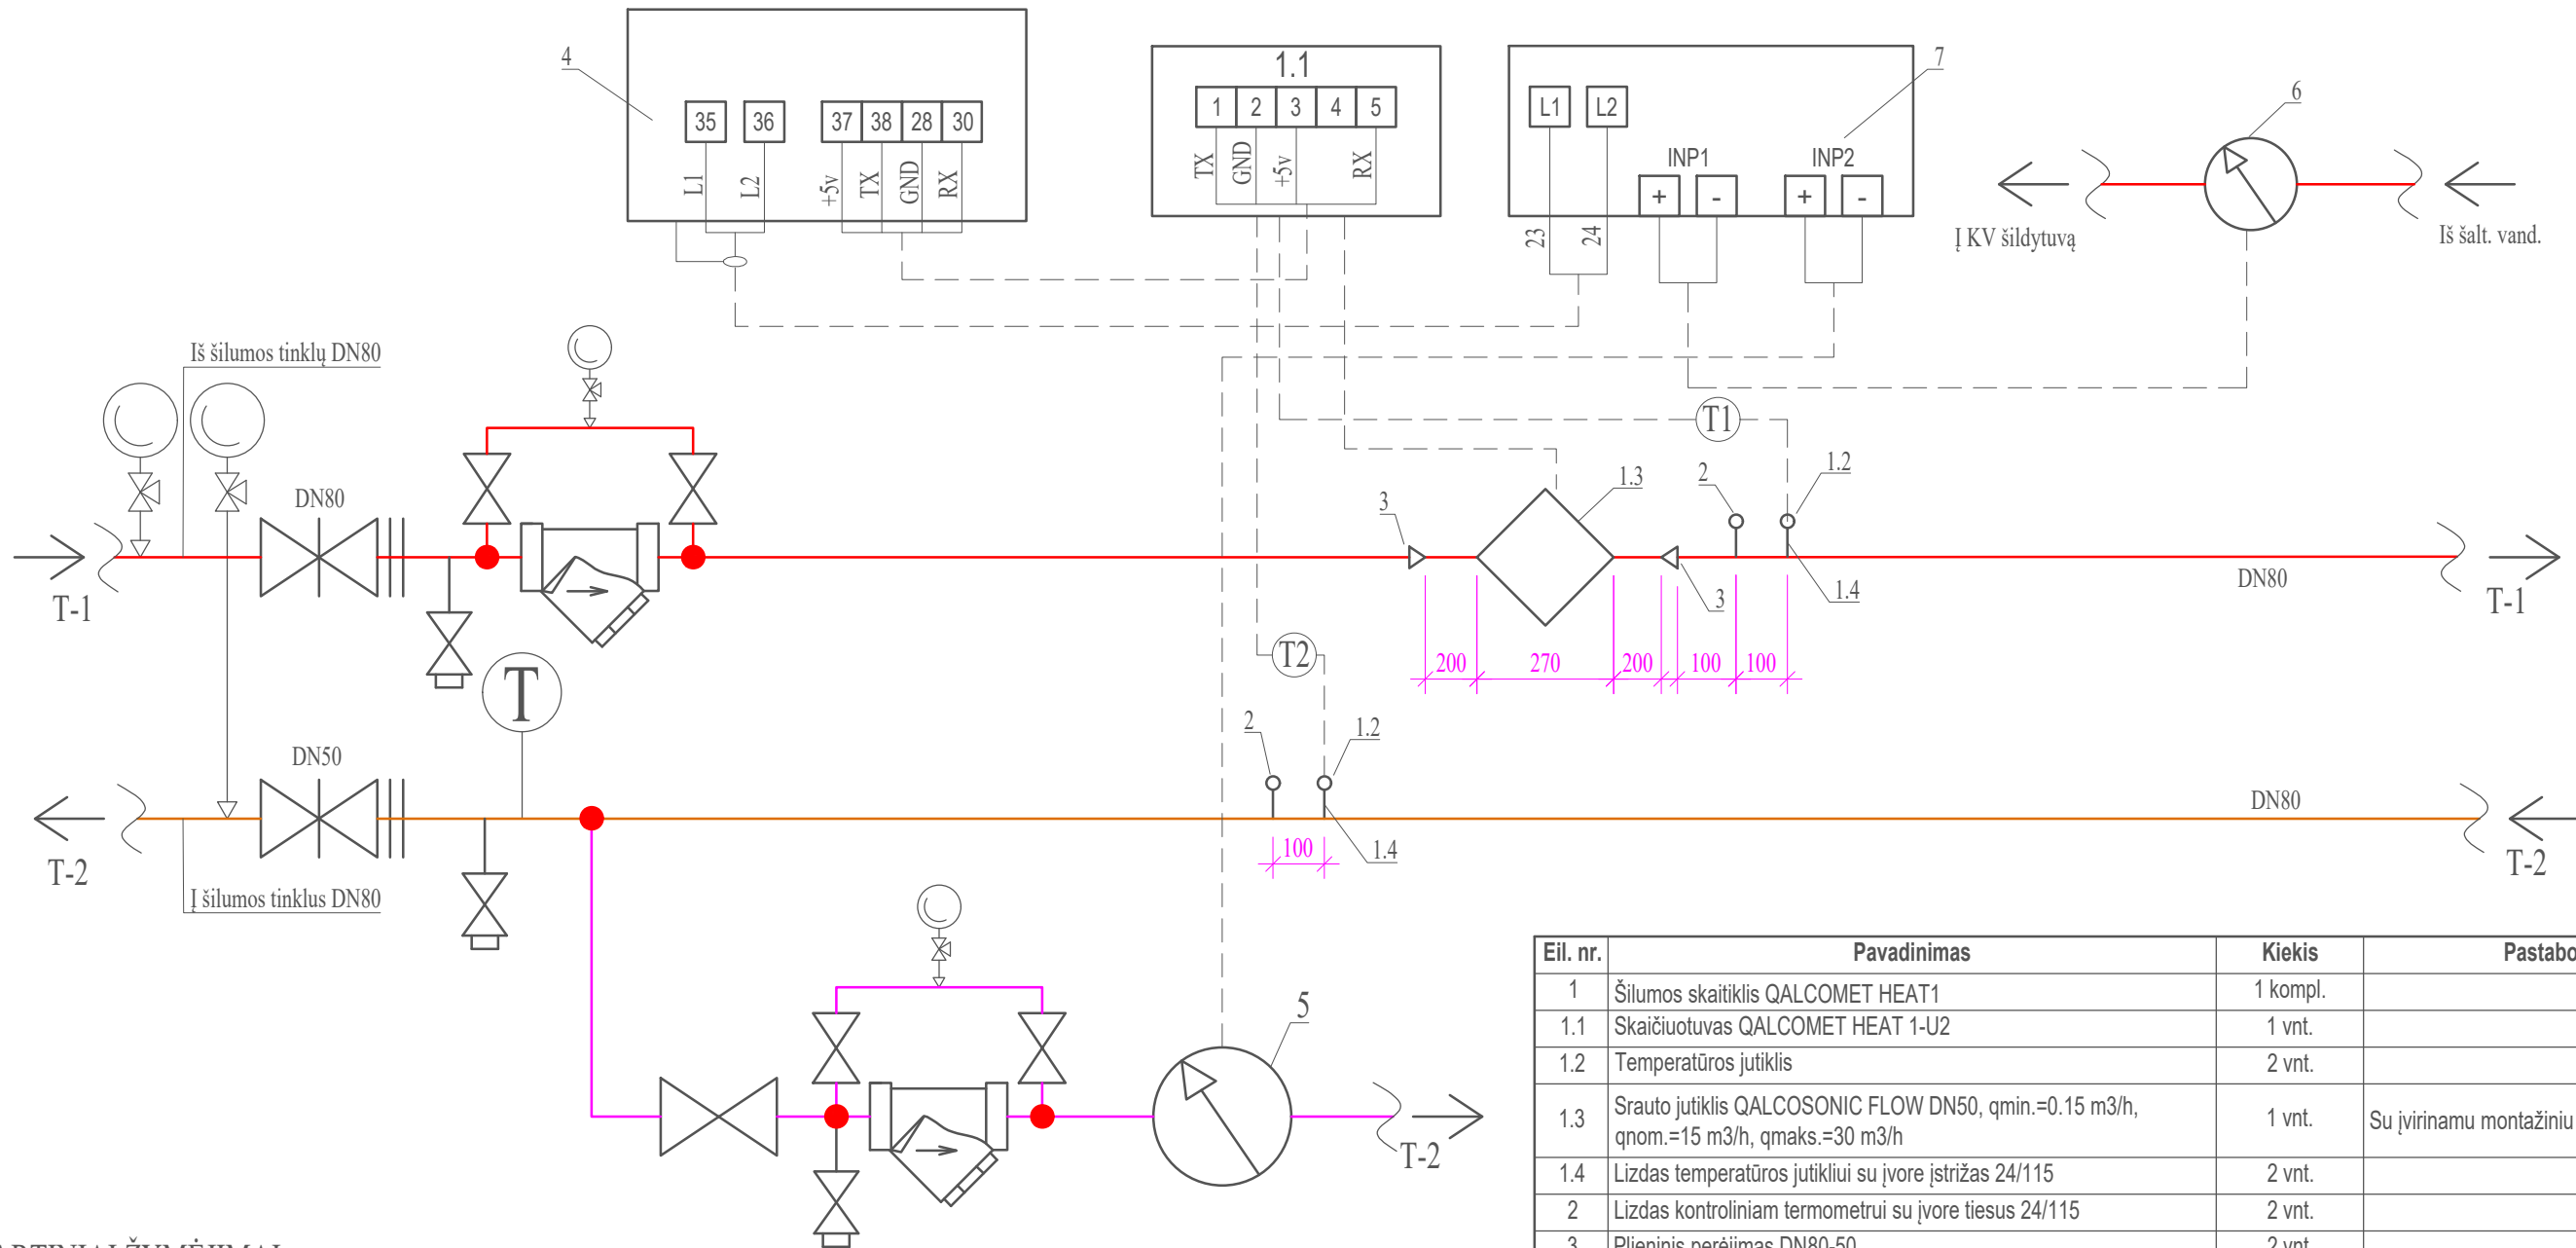 4
35 36 37 38 28 30
L1 L2 +5v TX GND RX
1.1
1 2 3 4 5
TX GND +5v RX
7
L1 L2
INP1 INP2
+ - + -
23 24
6
Į KV šildytuvą
Iš šalt. vand.
Iš šilumos tinklų DN80
DN80
T-1
T1
3
1.3
2
1.2
3
1.4
DN80
T-1
200 270 200 100 100
T2
T
DN50
2
1.2
DN80
T-2
Į šilumos tinklus DN80
100
1.4
T-2
5
T-2
Eil. nr. Pavadinimas Kiekis
1 Šilumos skaitiklis QALCOMET HEAT1 1 kompl.
1.1 Skaičiuotuvas QALCOMET HEAT 1-U2 1 vnt.
1.2 Temperatūros jutiklis 2 vnt.
1.3 Srauto jutiklis QALCOSONIC FLOW DN50, qmin.=0.15 m3/h,
qnom.=15 m3/h, qmaks.=30 m3/h 1 vnt. Su įvirinamu montažiniu
1.4 Lizdas temperatūros jutikliui su įvore įstrižas 24/115 2 vnt.
2 Lizdas kontroliniam termometrui su įvore tiesus 24/115 2 vnt.
3 Plieninis perėjimas DN80-50 2 vnt.